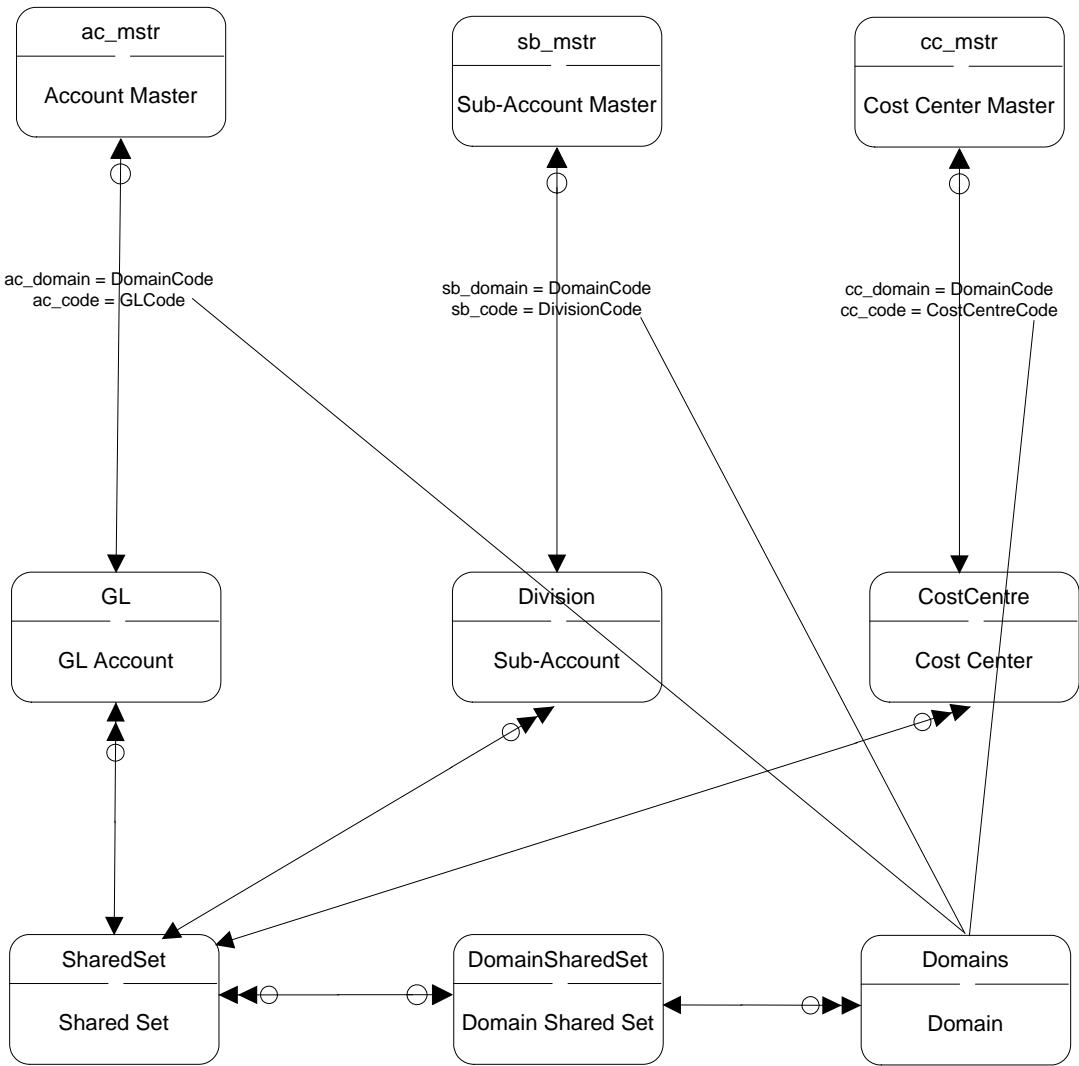 ac_mstr
Account Master
sb_mstr
Sub-Account Master
cc_mstr
Cost Center Master
ac_domain = DomainCode
ac_code = GLCode
sb_domain = DomainCode
sb_code = DivisionCode
cc_domain = DomainCode
cc_code = CostCentreCode
GL
GL Account
Division
Sub-Account
CostCentre
Cost Center
SharedSet
Shared Set
DomainSharedSet
Domain Shared Set
Domains
Domain